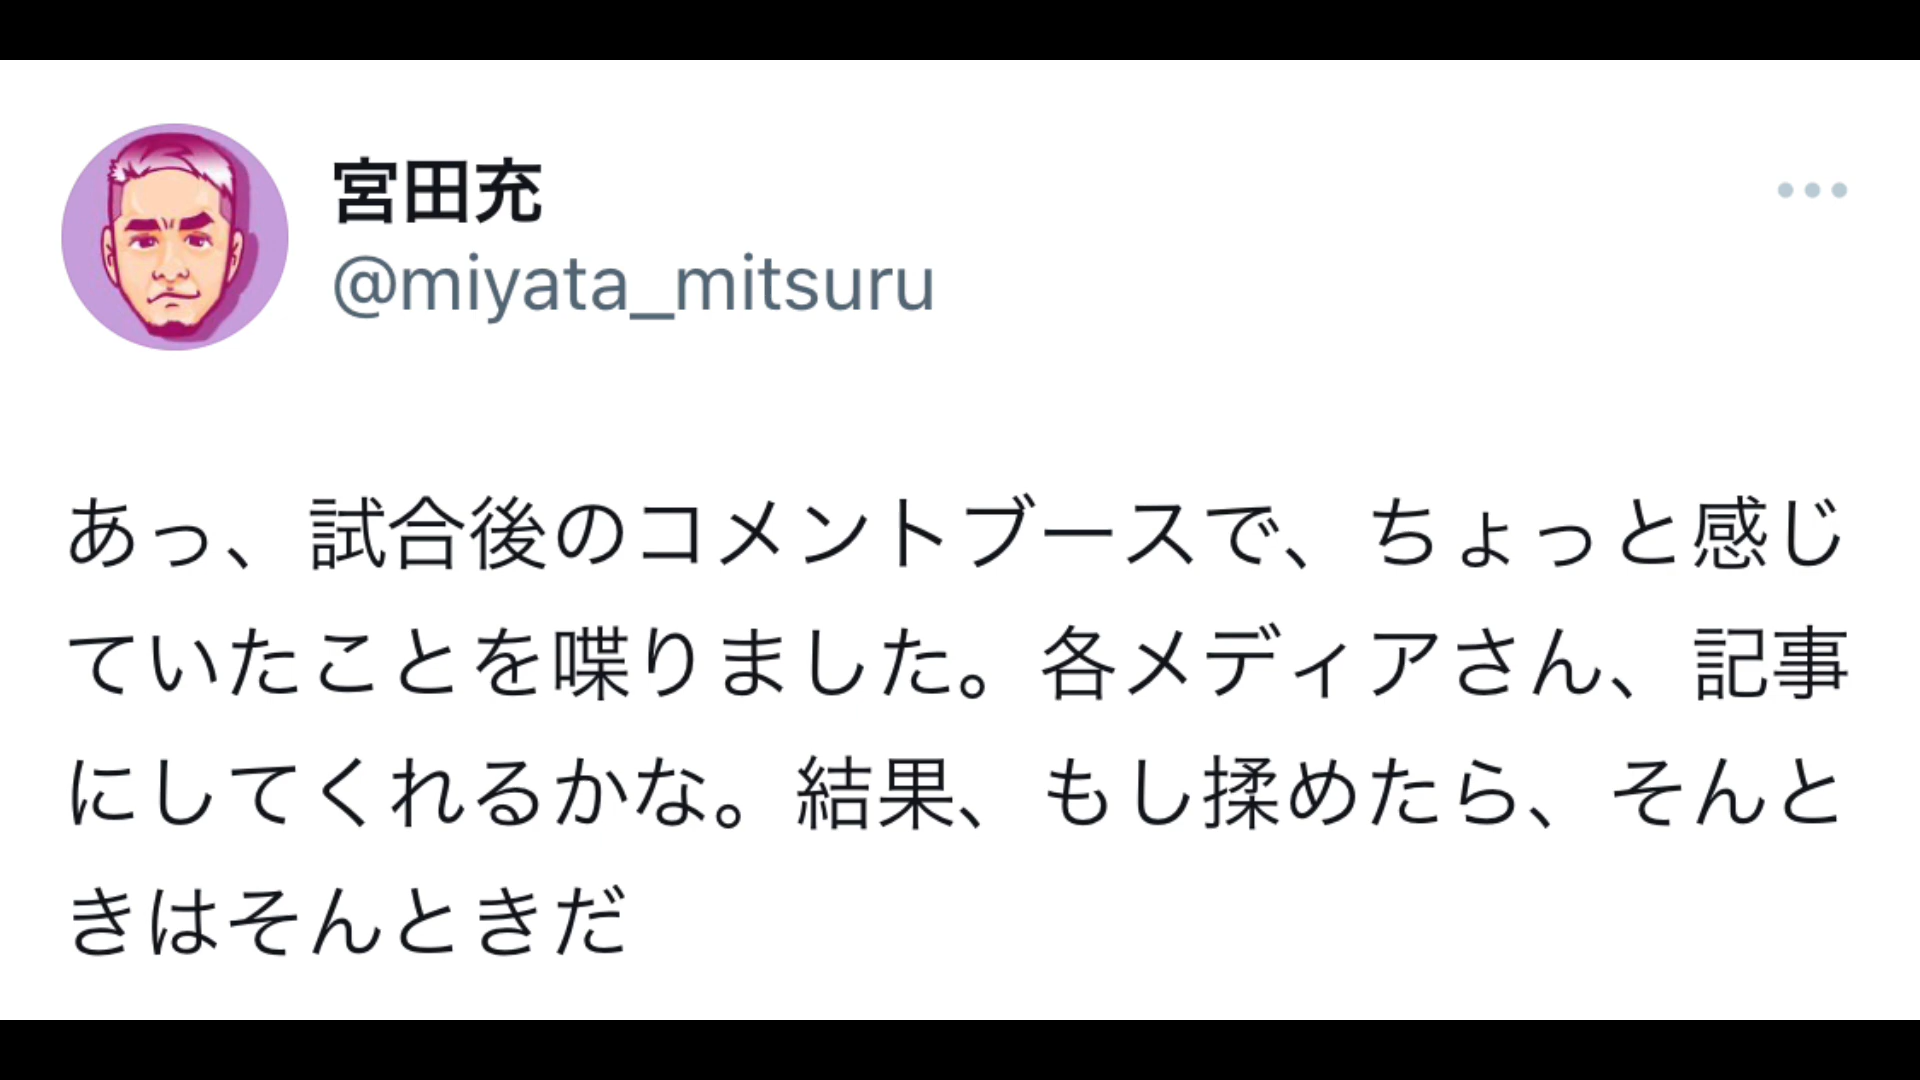 宮田充
@miyata_mitsuru
あっ、試合後のコメントブースで、ちょっと感じ
ていたことを喋りました。各メディアさん、記事
にしてくれるかな。結果、もし揉めたら、そんと
きはそんときだ